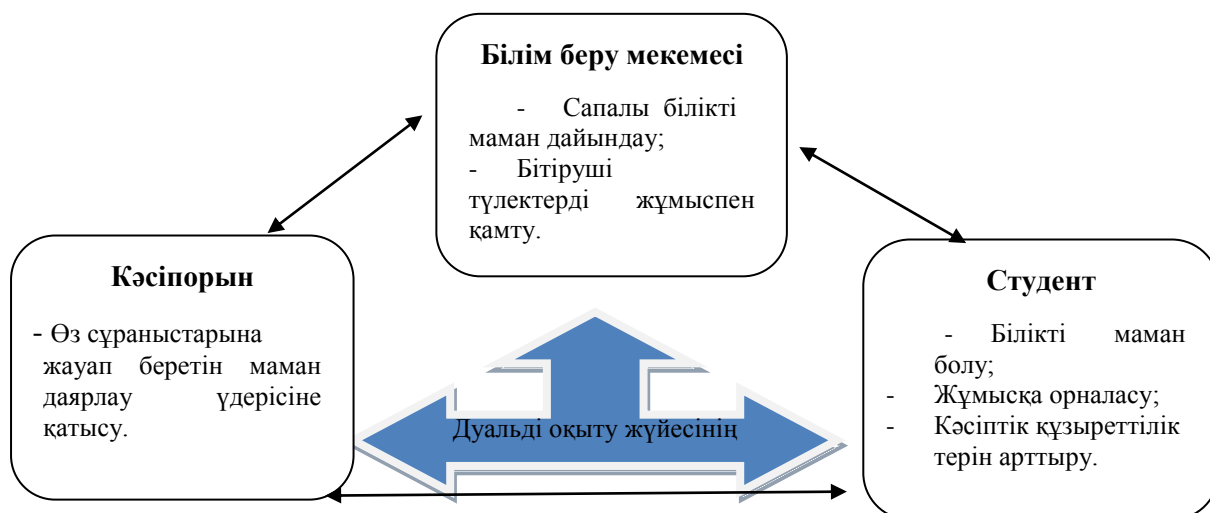 Білім беру мекемесі
- Сапалы білікті
маман дайындау;
- Бітіруші
түлектерді жұмыспен
қамту.
Кәсіпорын
- Өз сұраныстарына
жауап беретін маман
даярлау үдерісіне
қатысу.
Студент
- Білікті маман
болу;
- Жұмысқа орналасу;
- Кәсіптік құзыреттілік
терін арттыру.
Дуальді оқыту жүйесінің